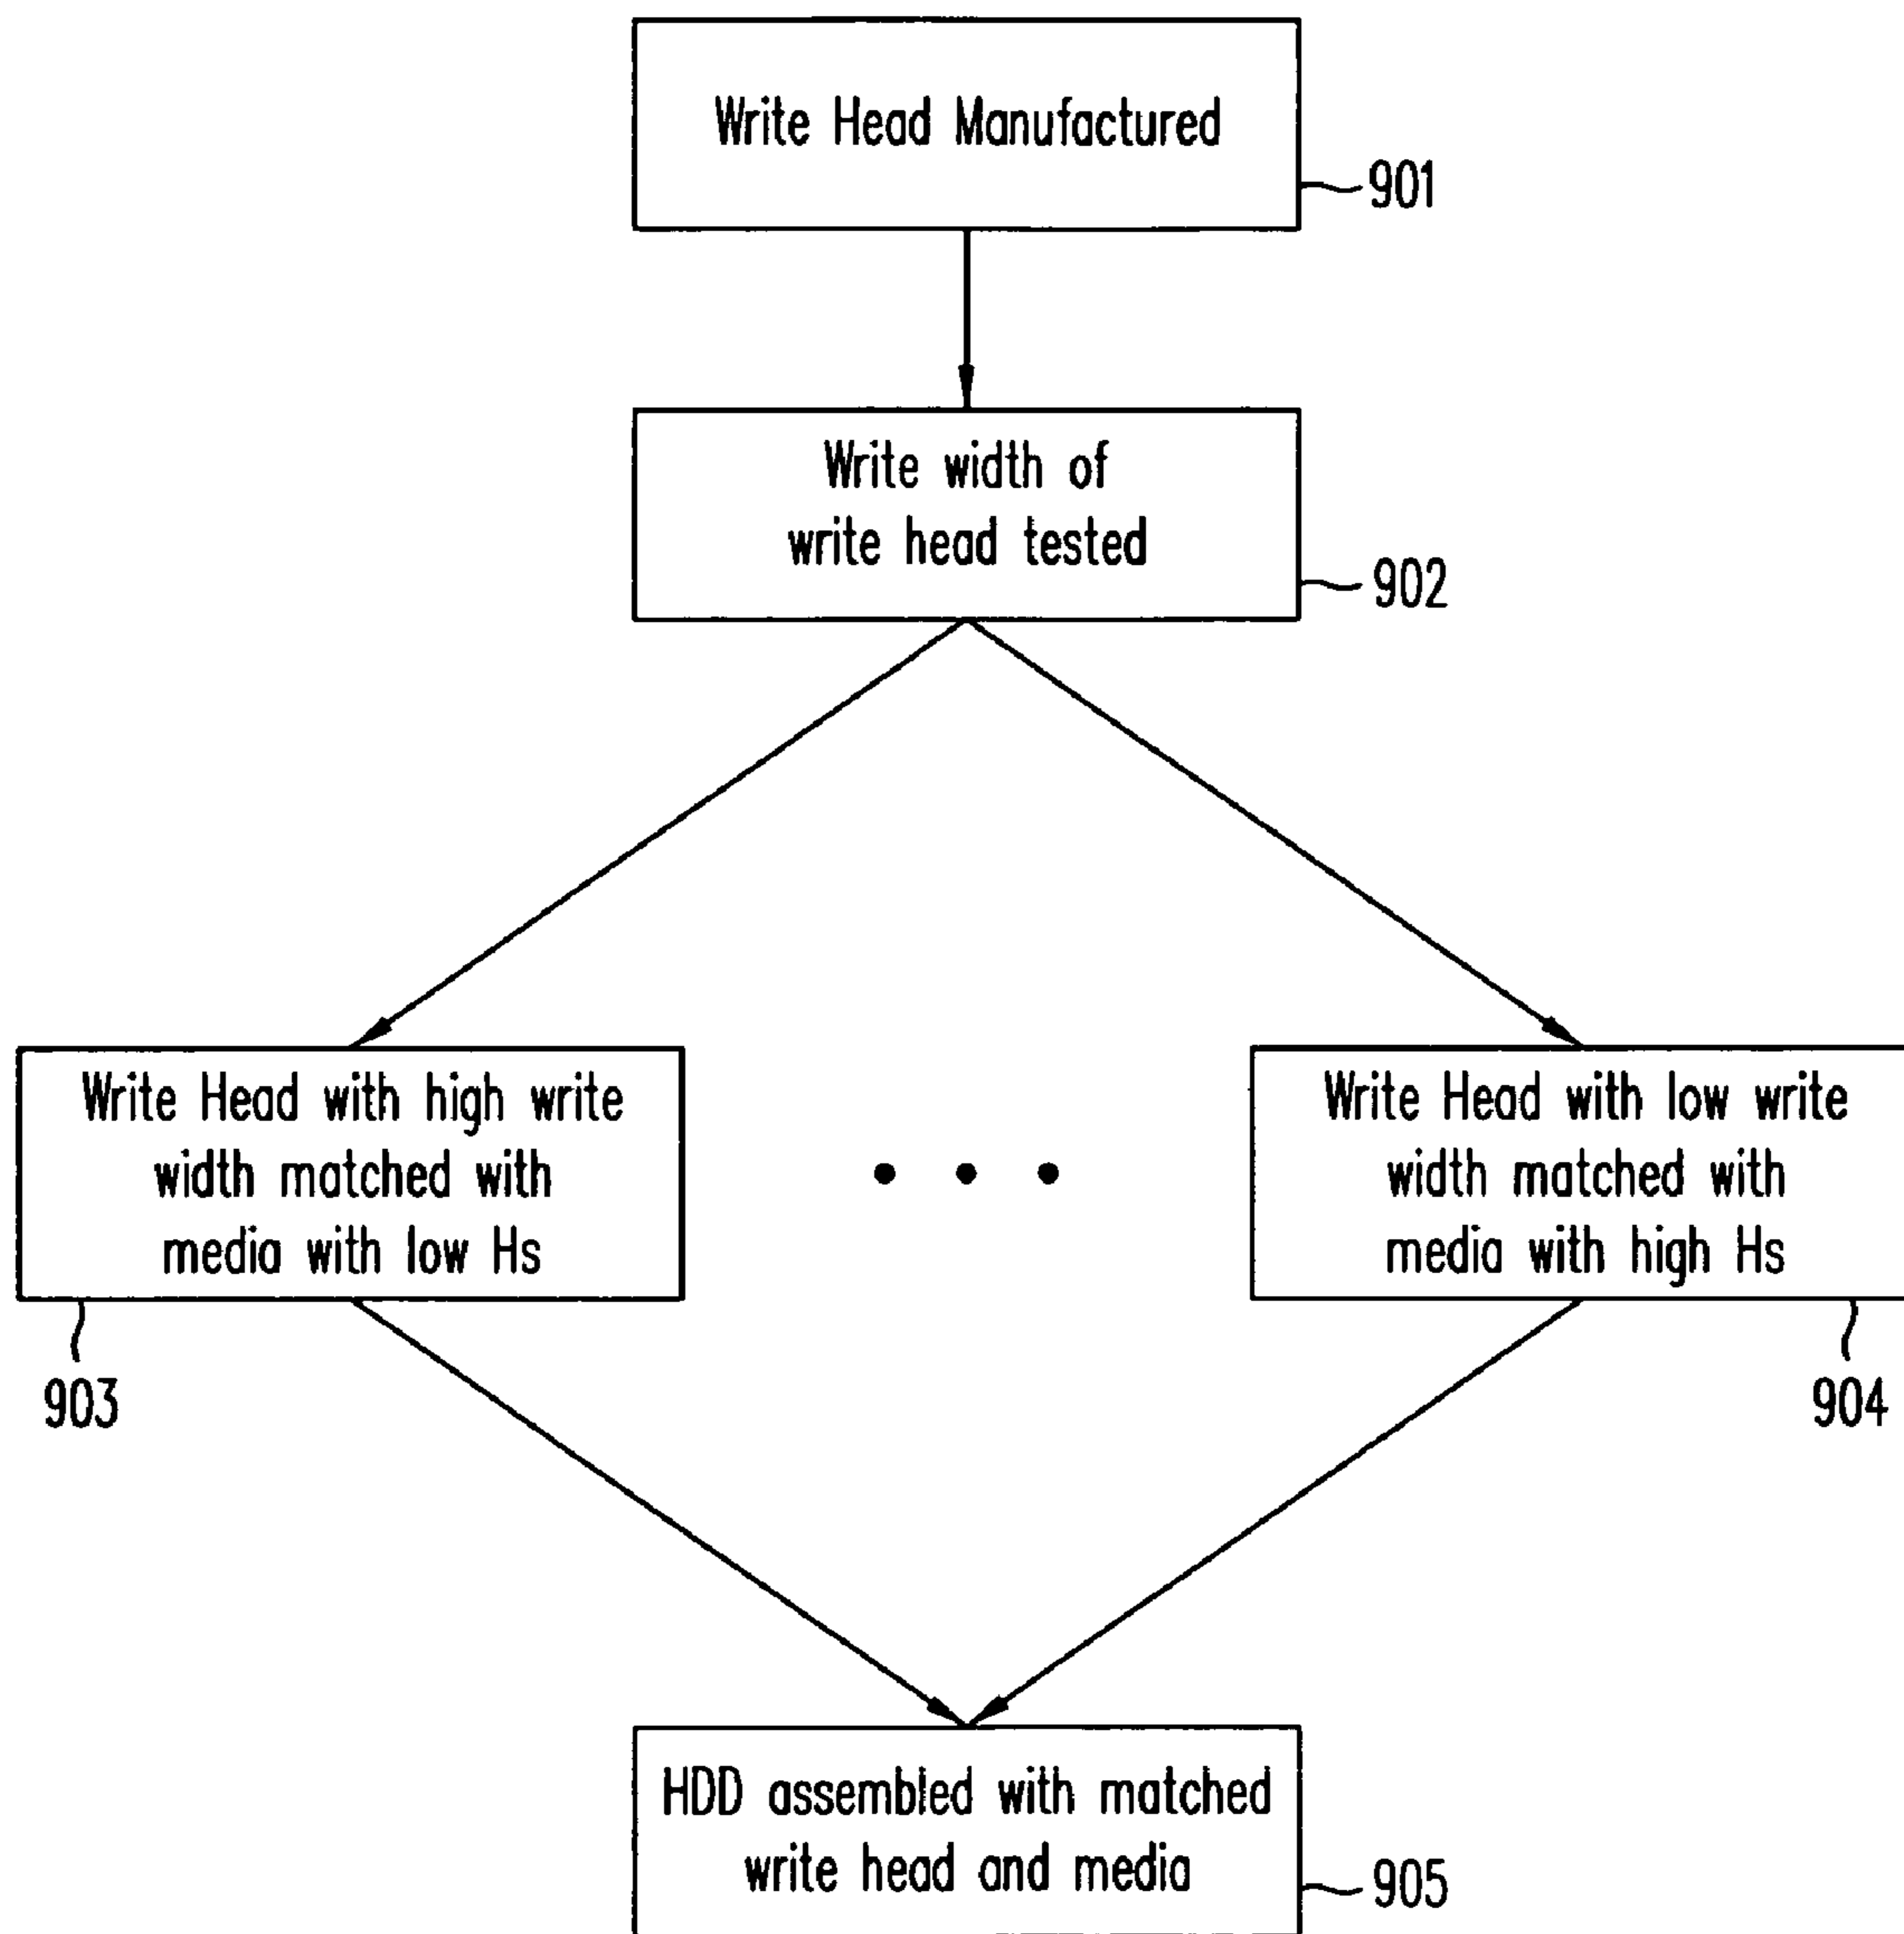 Write Head Manufactured
901
Write width of
write head tested
902
Write Head with high write
width matched with
media with low Hs
903
Write Head with low write
width matched with
media with high Hs
904
HDD assembled with matched
write head and media
905